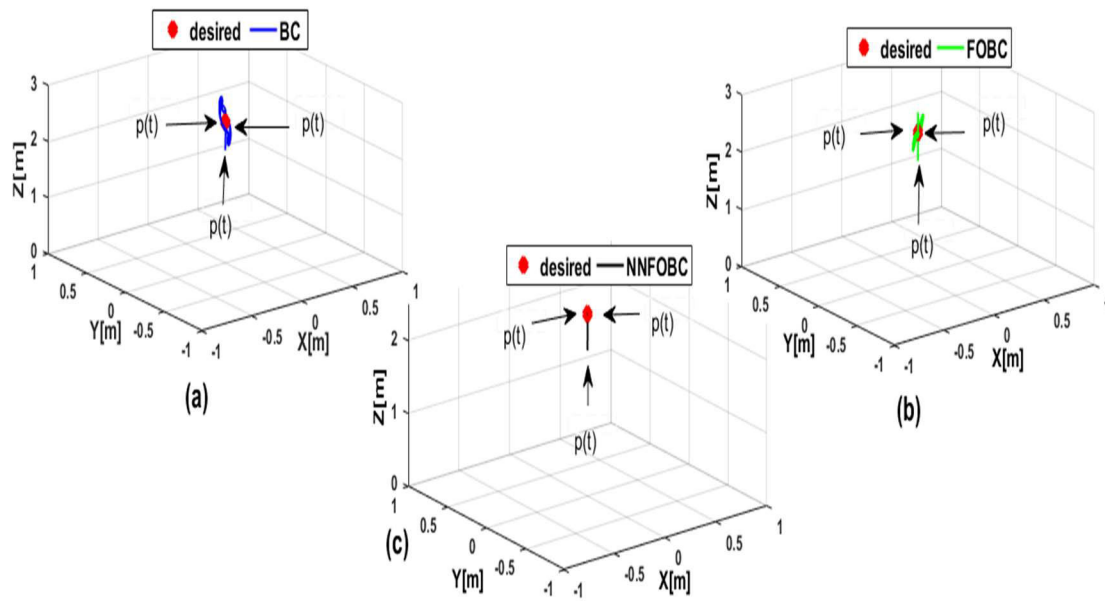 desired BC
3
2
1
0
Z[m]
p(t)
p(t)
p(t)
1
0.5
0
-0.5
-1
Y[m]
-1
-0.5
0
0.5
1
X[m]
(a)
desired FOBC
3
2
1
0
Z[m]
p(t)
p(t)
p(t)
1
0.5
0
-0.5
-1
Y[m]
-1
-0.5
0
0.5
X[m]
(b)
desired NNFOBC
2
1
0
Z[m]
p(t)
p(t)
p(t)
1
0.5
0
-0.5
-1
Y[m]
-1
-0.5
0
0.5
1
X[m]
(c)